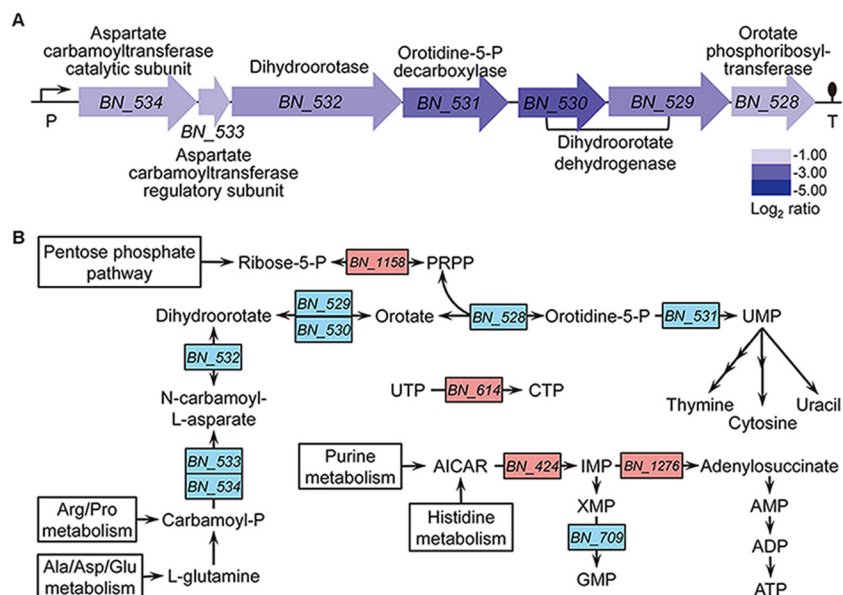 A
Aspartate
carbamoyltransferase
catalytic subunit
Dihydroorotase
Orotidine-5-P
decarboxylase
Orotate
phosphoribosyl-
transferase
P
BN_534
BN_533
BN_532
BN_531
BN_530
BN_529
BN_528
T
Aspartate
carbamoyltransferase
regulatory subunit
Dihydroorotate
dehydrogenase
-1.00
-3.00
-5.00
Log2 ratio
B
Pentose phosphate
pathway
Ribose-5-P
BN_1158
PRPP
Dihydroorotate
BN_529
BN_530
Orotate
BN_528
Orotidine-5-P
BN_531
UMP
BN_532
N-carbamoyl-
L-asparate
UTP
BN_614
CTP
Thymine
Cytosine
Uracil
BN_533
BN_534
Purine
metabolism
AICAR
BN_424
IMP
BN_1276
Adenylosuccinate
Arg/Pro
metabolism
Carbamoyl-P
Histidine
metabolism
XMP
AMP
BN_709
ADP
Ala/Asp/Glu
metabolism
L-glutamine
GMP
ATP